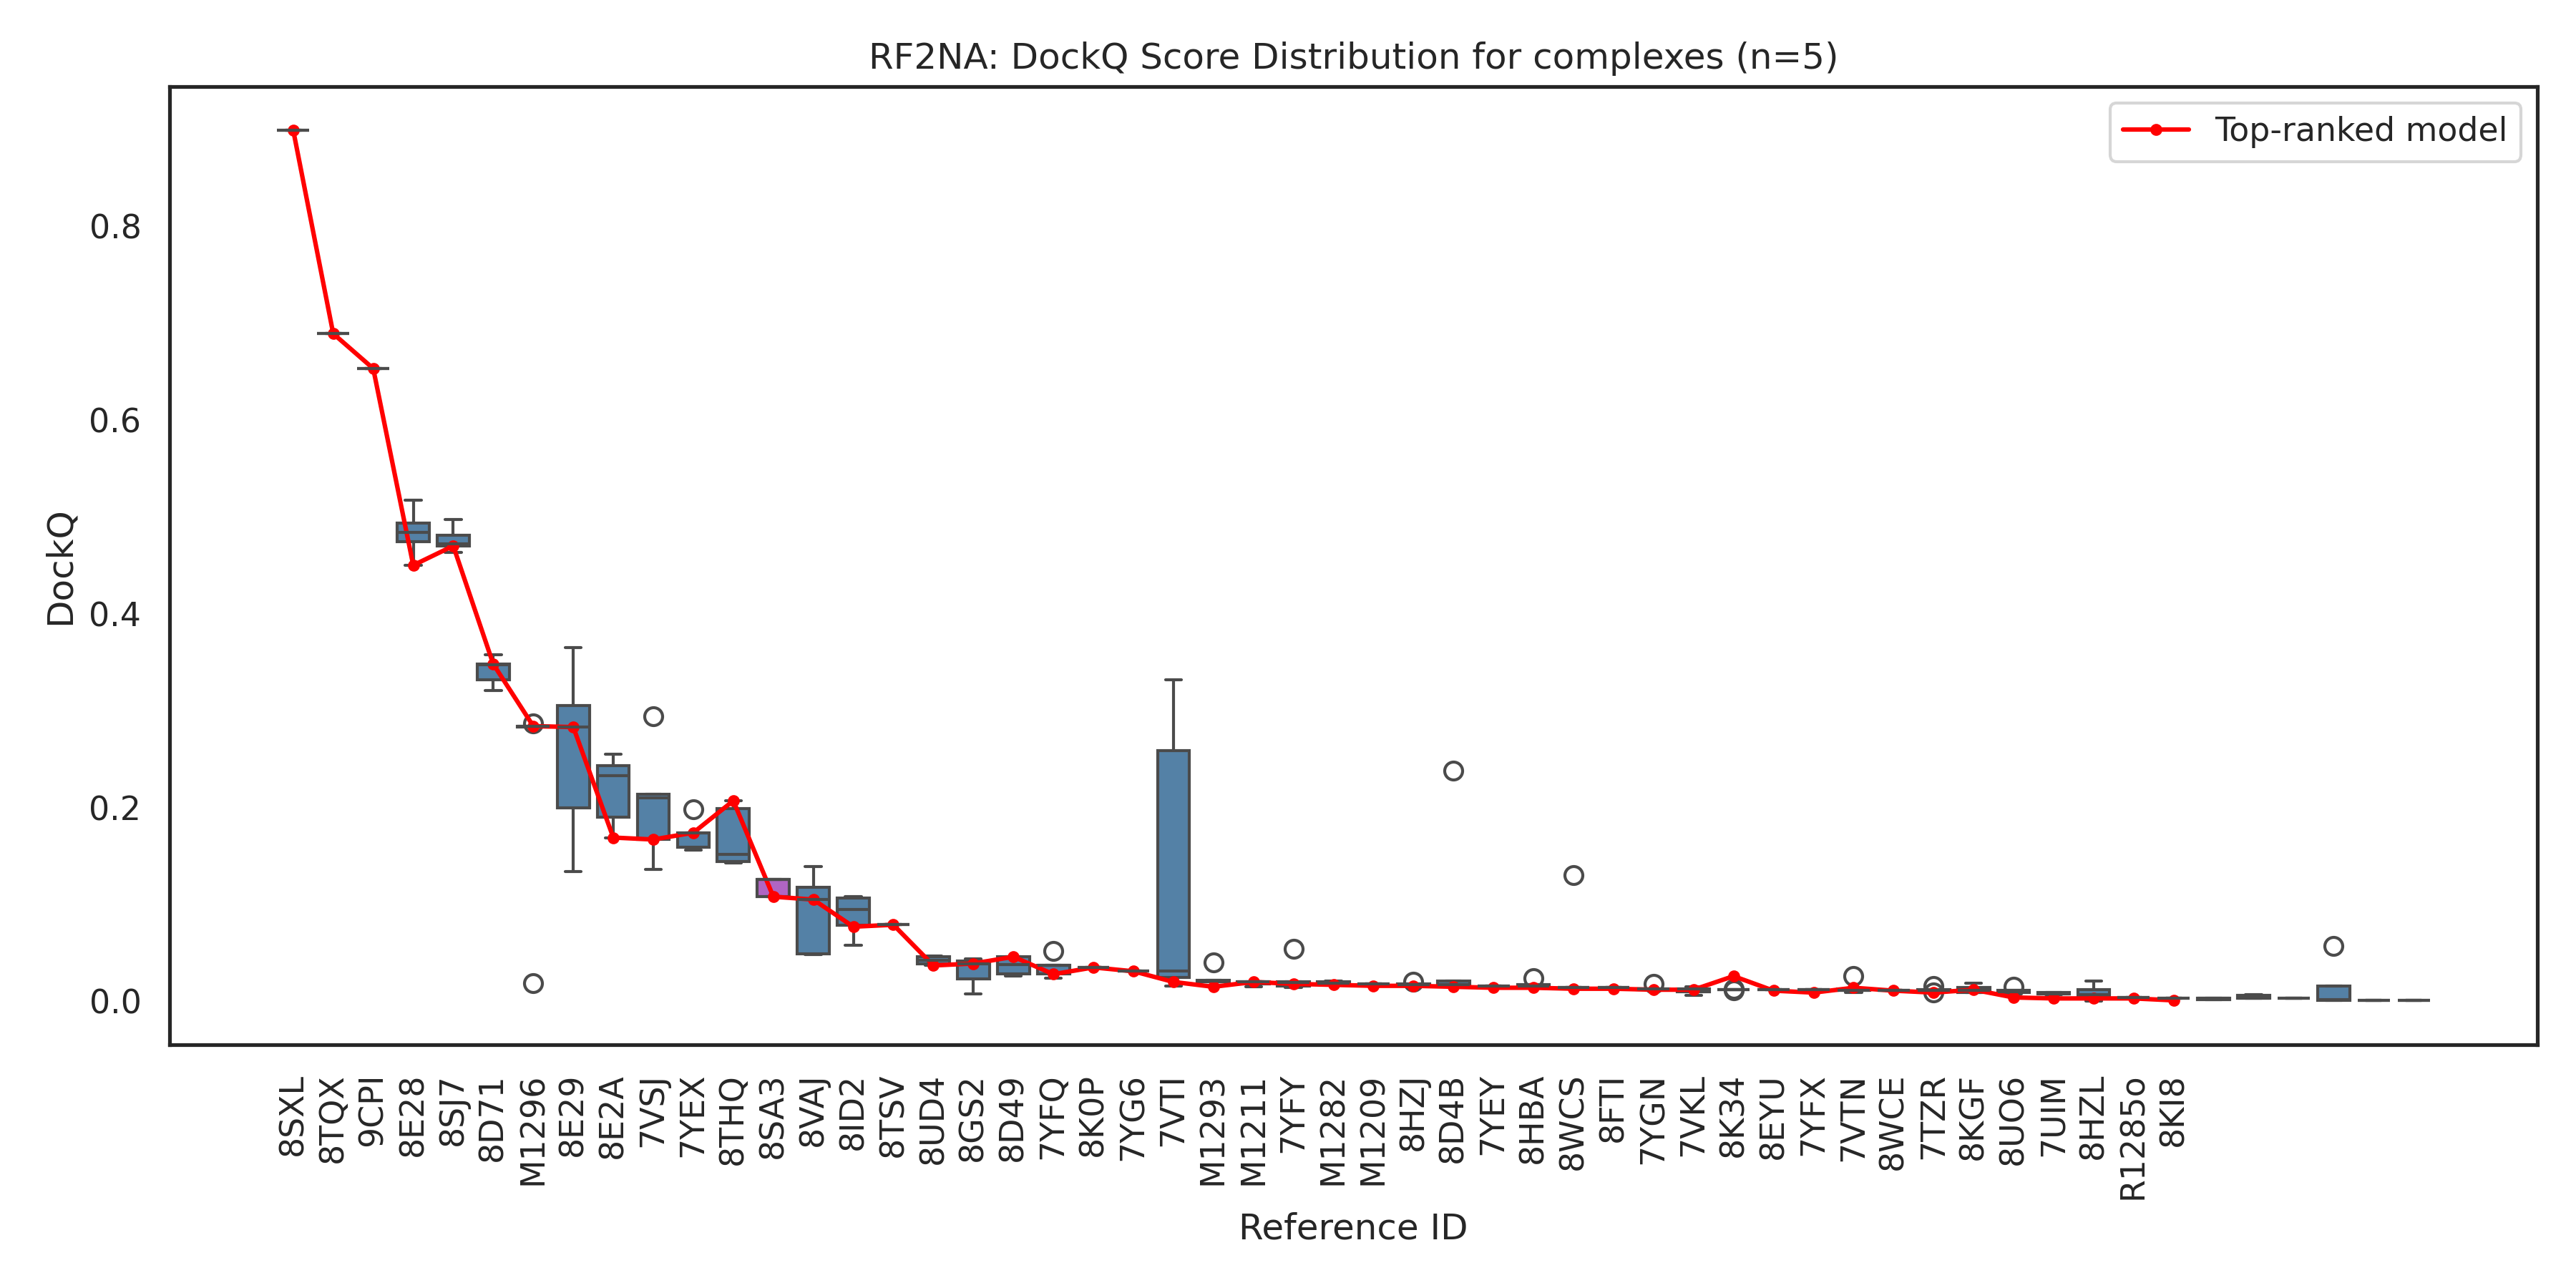 RF2NA: DockQ Score Distribution for complexes (n=5)
Top-ranked model
DockQ
0.8
0.6
0.4
0.2
0.0
8SXL
8TQX
9CPI
8E28
8SJ7
8D71
M1296
8E29
8E2A
7VSJ
7YEX
8THQ
8SA3
8VAJ
8ID2
8TSV
8UD4
8GS2
8D49
7YFQ
8K0P
7YG6
7VTI
M1293
M1211
7YFY
M1282
M1209
8HZJ
8D4B
7YEY
8HBA
8WCS
8FTI
7YGN
7VKL
8K34
8EYU
7YFX
7VTN
8WCE
7TZR
8KGF
8UO6
7UIM
8HZL
R1285o
8KI8
Reference ID